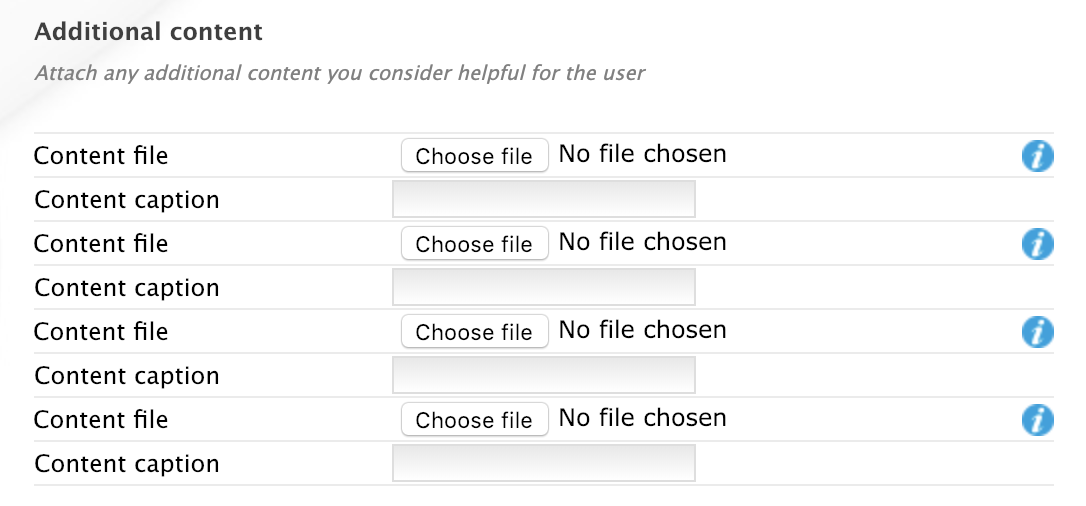 Additional content
Attach any additional content you consider helpful for the user
Content file Choose file No file chosen i
Content caption
Content file Choose file No file chosen i
Content caption
Content file Choose file No file chosen i
Content caption
Content file Choose file No file chosen i
Content caption